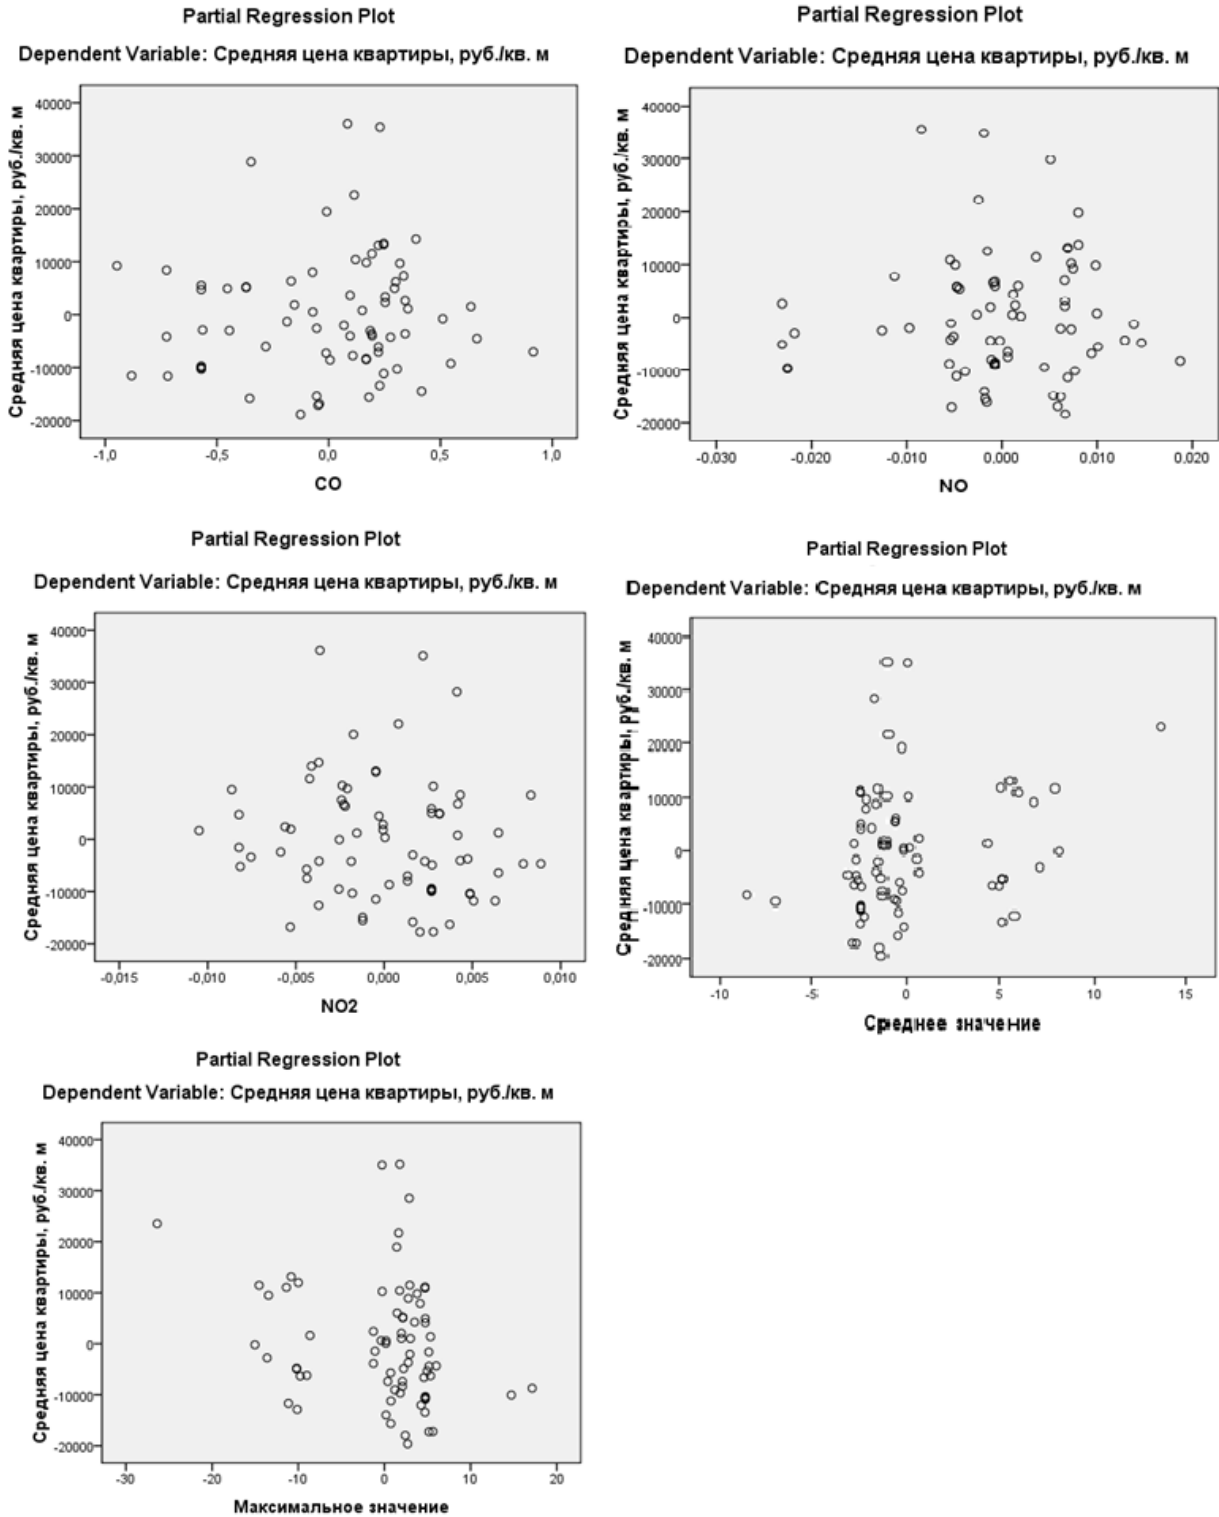 Partial Regression Plot
Dependent Variable: Средняя цена квартиры, руб./кв. м
Средняя цена квартиры, руб./кв. м
40000
30000
20000
10000
0
-10000
-20000
-1,0 -0,5 0,0 0,5 1,0
CO
Partial Regression Plot
Dependent Variable: Средняя цена квартиры, руб./кв. м
Средняя цена квартиры, руб./кв. м
40000
30000
20000
10000
0
-10000
-20000
-0.030 -0.020 -0.010 0.000 0.010 0.020
NO
Partial Regression Plot
Dependent Variable: Средняя цена квартиры, руб./кв. м
Средняя цена квартиры, руб./кв. м
40000
30000
20000
10000
0
-10000
-20000
-0,015 -0,010 -0,005 0,000 0,005 0,010
NO2
Partial Regression Plot
Dependent Variable: Средняя цена квартиры, руб./кв. м
Средняя цена квартиры, руб./кв. м
40000
30000
20000
10000
0
-10000
-20000
-10 -5 0 5 10 15
Среднее значение
Partial Regression Plot
Dependent Variable: Средняя цена квартиры, руб./кв. м
Средняя цена квартиры, руб./кв. м
40000
30000
20000
10000
0
-10000
-20000
-30 -20 -10 0 10 20
Максимальное значение